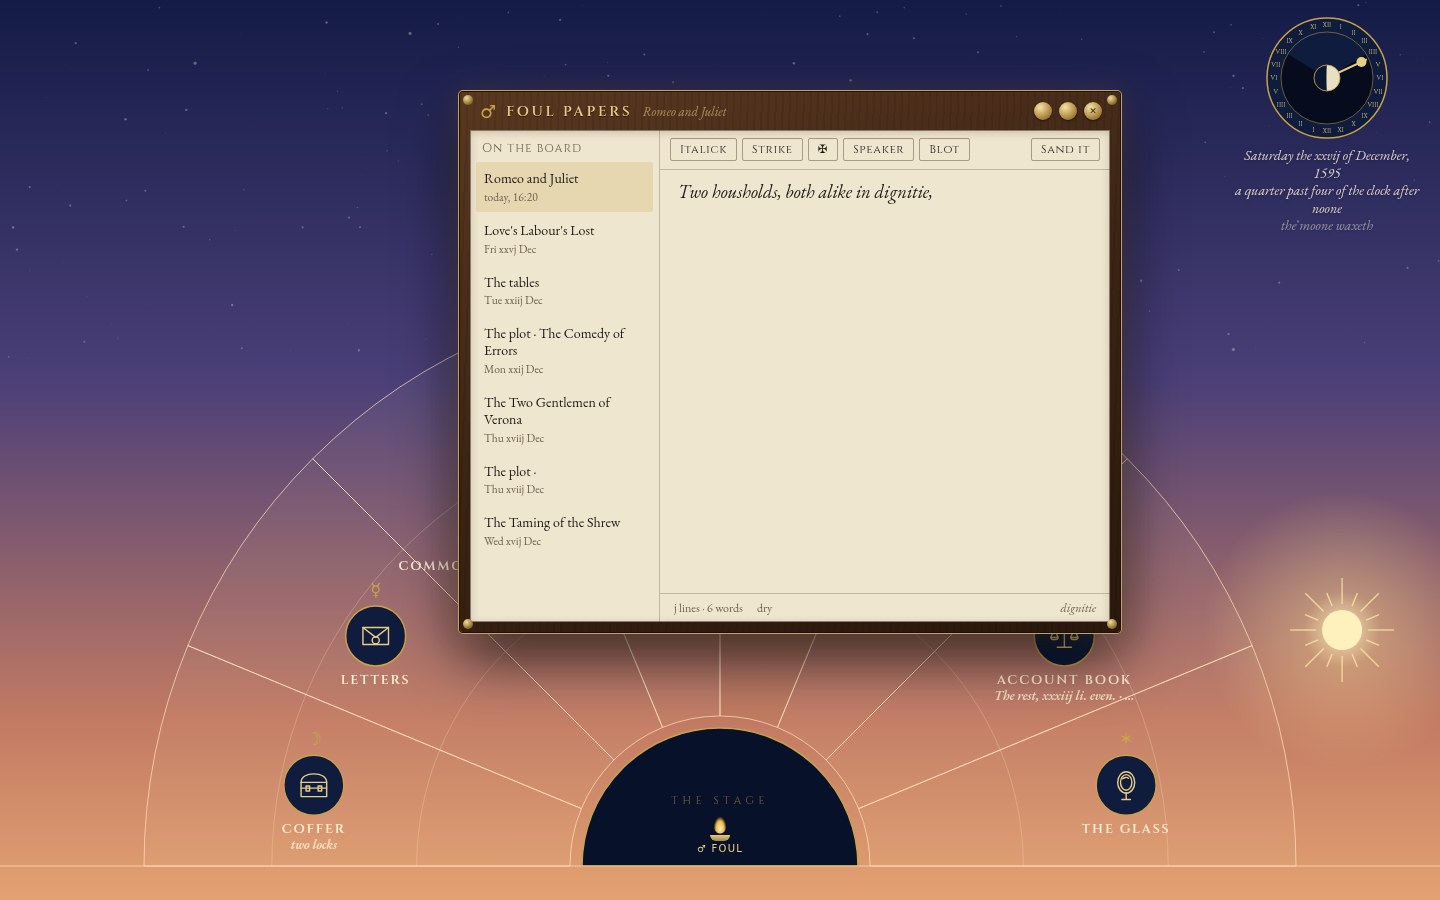 FOUL PAPERS Romeo and Juliet
ON THE BOARD
Romeo and Juliet
today, 16:20
Love's Labour's Lost
Fri xxvj Dec
The tables
Tue xxiij Dec
The plot · The Comedy of
Errors
Mon xxij Dec
The Two Gentlemen of
Verona
Thu xviij Dec
The plot ·
Thu xviij Dec
The Taming of the Shrew
Wed xvij Dec
ITALICK STRIKE ✠ SPEAKER BLOT SAND IT
Two housholds, both alike in dignitie,
j lines · 6 words dry dignitie
Saturday the xxvij of December,
1595
a quarter past four of the clock after
noone
the moone waxeth
COMMO
LETTERS
COFFER
two locks
THE STAGE
♂ FOUL
ACCOUNT BOOK
The rest, xxxiij li. even. · ...
THE GLASS